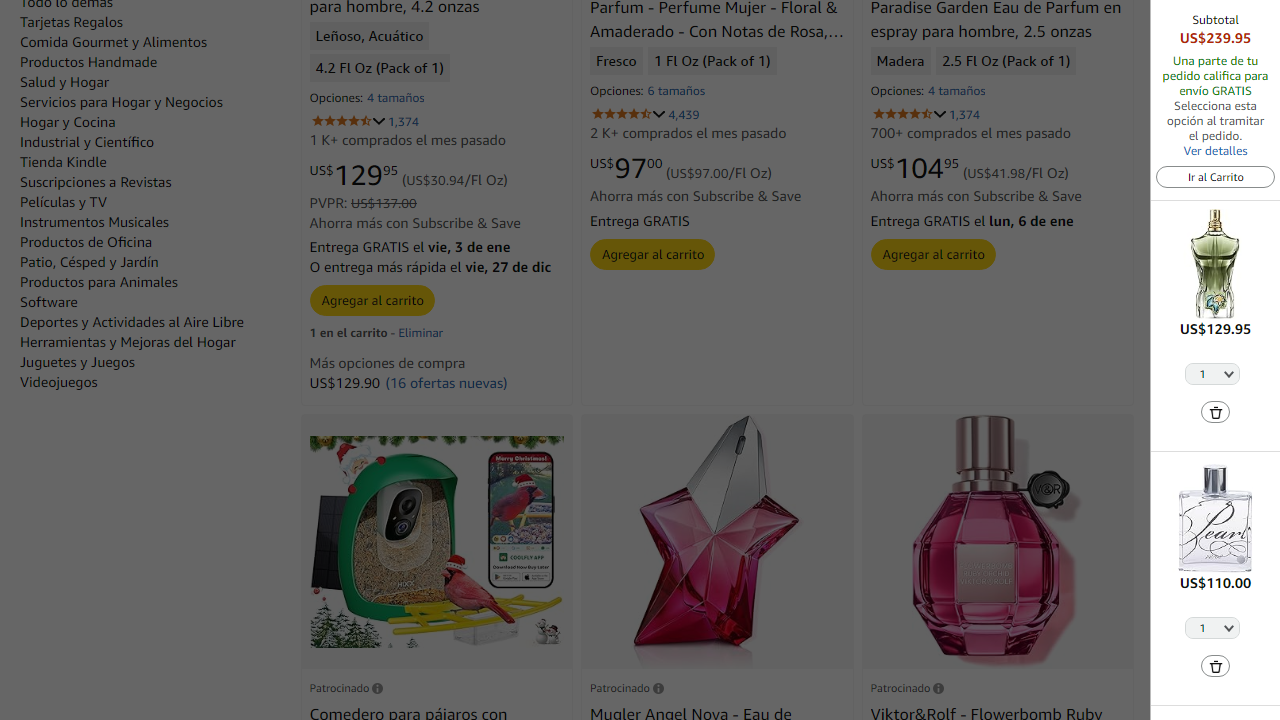 Todo lo demás
Tarjetas Regalos
Comida Gourmet y Alimentos
Productos Handmade
Salud y Hogar
Servicios para Hogar y Negocios
Hogar y Cocina
Industrial y Científico
Tienda Kindle
Suscripciones a Revistas
Películas y TV
Instrumentos Musicales
Productos de Oficina
Patio, Césped y Jardín
Productos para Animales
Software
Deportes y Actividades al Aire Libre
Herramientas y Mejoras del Hogar
Juguetes y Juegos
Videojuegos
para hombre, 4.2 onzas
Leñoso, Acuático
4.2 Fl Oz (Pack of 1)
Opciones: 4 tamaños
1,374
1 K+ comprados el mes pasado
US$129.95 (US$30.94/Fl Oz)
PVPR: US$137.00
Ahorra más con Subscribe & Save
Entrega GRATIS el vie, 3 de ene
O entrega más rápida el vie, 27 de dic
Agregar al carrito
1 en el carrito - Eliminar
Más opciones de compra
US$129.90 (16 ofertas nuevas)
Parfum - Perfume Mujer - Floral &
Amaderado - Con Notas de Rosa,…
Fresco 1 Fl Oz (Pack of 1)
Opciones: 6 tamaños
4,439
2 K+ comprados el mes pasado
US$97.00 (US$97.00/Fl Oz)
Ahorra más con Subscribe & Save
Entrega GRATIS
Agregar al carrito
Paradise Garden Eau de Parfum en
espray para hombre, 2.5 onzas
Madera 2.5 Fl Oz (Pack of 1)
Opciones: 4 tamaños
1,374
700+ comprados el mes pasado
US$104.95 (US$41.98/Fl Oz)
Ahorra más con Subscribe & Save
Entrega GRATIS el lun, 6 de ene
Agregar al carrito
Merry Christmas!
COOLFLY APP
Download Now Buy Later
Patrocinado
Comedero para pájaros con
Patrocinado
Mugler Angel Nova - Eau de
V&R
Patrocinado
Viktor&Rolf - Flowerbomb Ruby
Subtotal
US$239.95
Una parte de tu
pedido califica para
envío GRATIS
Selecciona esta
opción al tramitar
el pedido.
Ver detalles
Ir al Carrito
US$129.95
1
Pearl
US$110.00
1